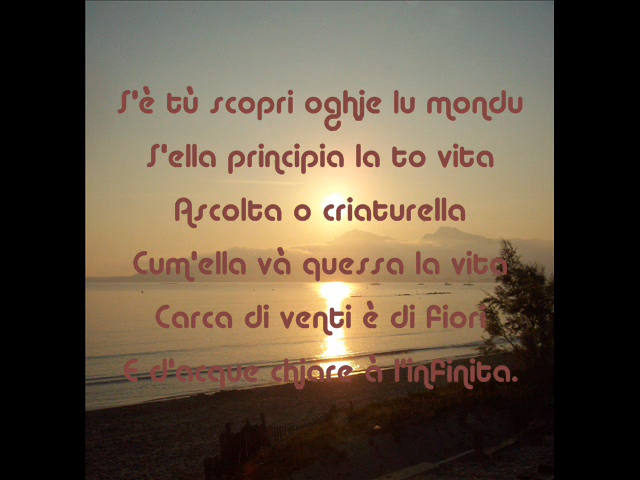 S'è tù scopri oghje lu mondu
S'ella principia la to vita
Ascolta o criaturella
Cum'ella và quessa la vita
Carca di venti è di fiori
E d'acque chjare à l'infinita.